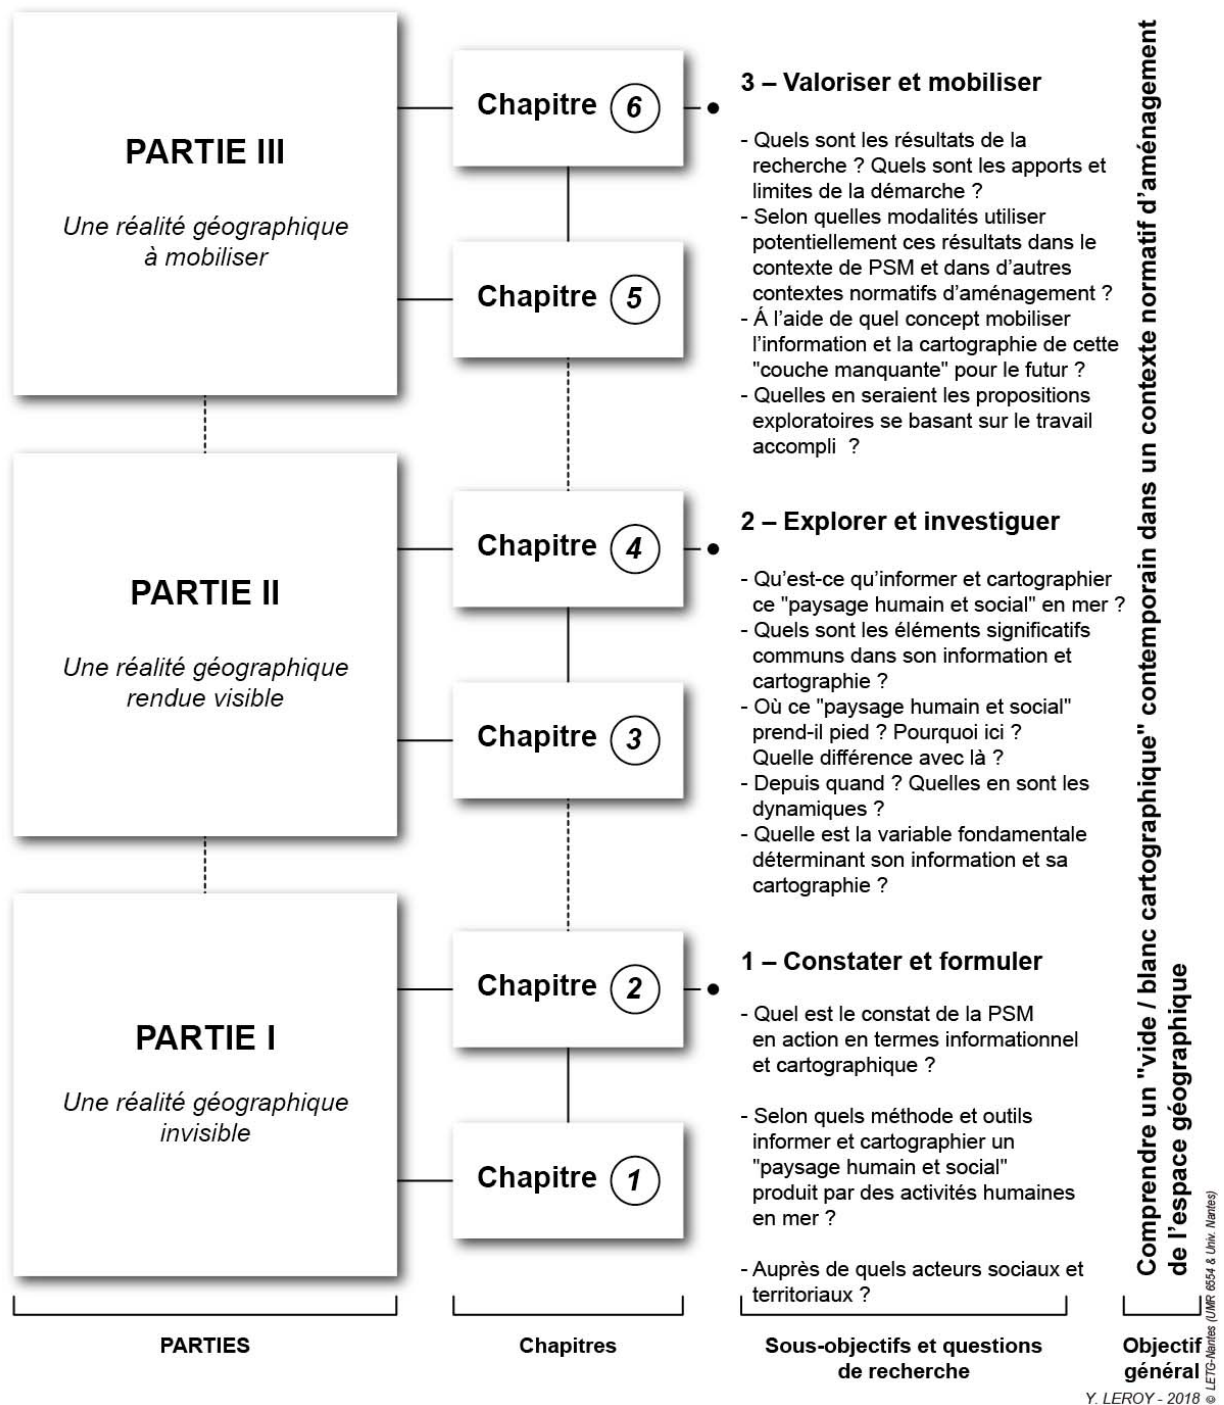 PARTIE III
Une réalité géographique
à mobiliser
Chapitre 6
Chapitre 5
3 – Valoriser et mobiliser
- Quels sont les résultats de la
recherche ? Quels sont les apports et
limites de la démarche ?
- Selon quelles modalités utiliser
potentiellement ces résultats dans le
contexte de PSM et dans d'autres
contextes normatifs d'aménagement ?
- Á l'aide de quel concept mobiliser
l'information et la cartographie de cette
"couche manquante" pour le futur ?
- Quelles en seraient les propositions
exploratoires se basant sur le travail
accompli ?
PARTIE II
Une réalité géographique
rendue visible
Chapitre 4
Chapitre 3
2 – Explorer et investiguer
- Qu'est-ce qu'informer et cartographier
ce "paysage humain et social" en mer ?
- Quels sont les éléments significatifs
communs dans son information et
cartographie ?
- Où ce "paysage humain et social"
prend-il pied ? Pourquoi ici ?
Quelle différence avec là ?
- Depuis quand ? Quelles en sont les
dynamiques ?
- Quelle est la variable fondamentale
déterminant son information et sa
cartographie ?
PARTIE I
Une réalité géographique
invisible
Chapitre 2
Chapitre 1
1 – Constater et formuler
- Quel est le constat de la PSM
en action en termes informationnel
et cartographique ?
- Selon quels méthode et outils
informer et cartographier un
"paysage humain et social"
produit par des activités humaines
en mer ?
- Auprès de quels acteurs sociaux et
territoriaux ?
Comprendre un "vide / blanc cartographique" contemporain dans un contexte normatif d'aménagement
de l'espace géographique
PARTIES
Chapitres
Sous-objectifs et questions
de recherche
Objectif
général
Y. LEROY - 2018
© LETG-Nantes (UMR 6554 & Univ. Nantes)